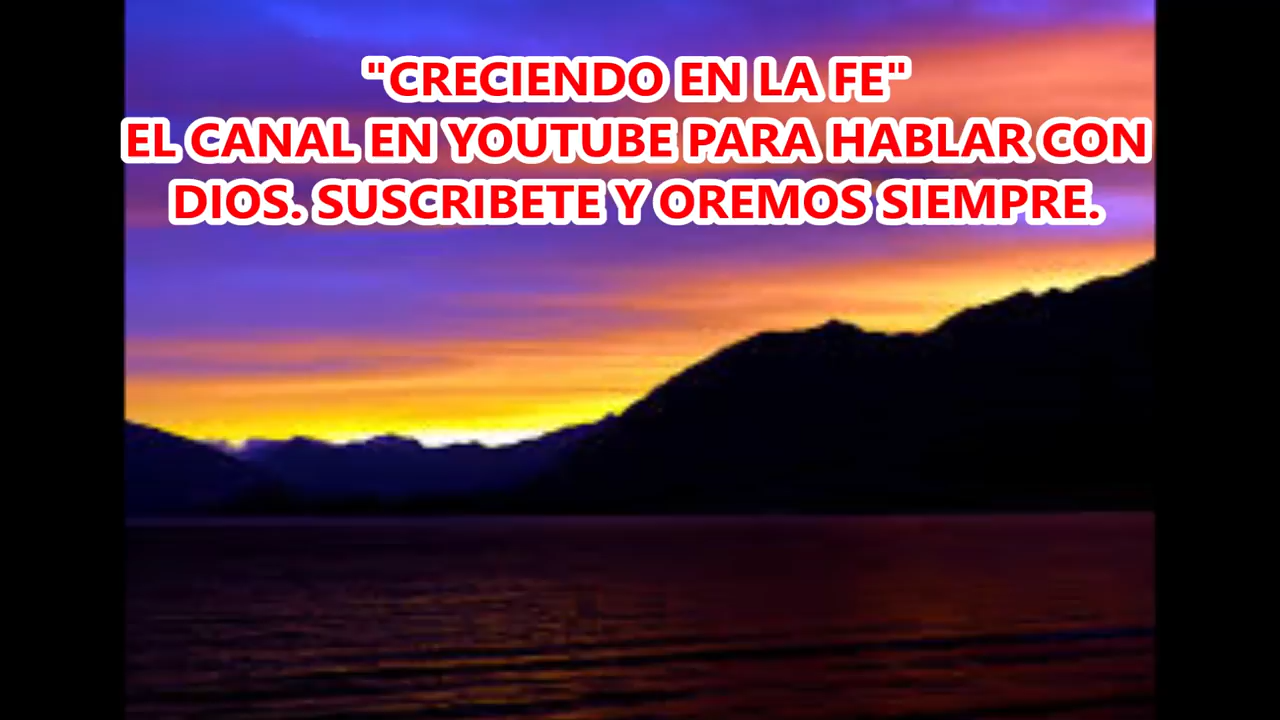 "CRECIENDO EN LA FE"
EL CANAL EN YOUTUBE PARA HABLAR CON
DIOS. SUSCRIBETE Y OREMOS SIEMPRE.